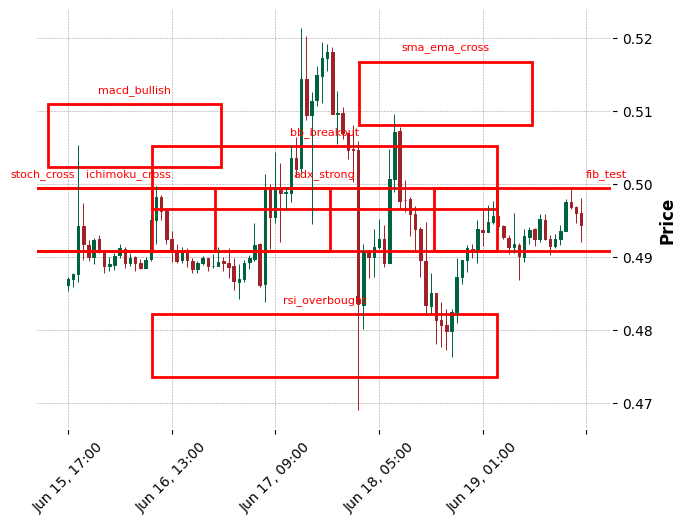 0.52
sma_ema_cross
macd_bullish
0.51
bb_breakout
stoch_cross
ichimoku_cross
adx_strong
fib_test
0.50
Price
0.49
rsi_overbought
0.48
0.47
Jun 15, 17:00
Jun 16, 13:00
Jun 17, 09:00
Jun 18, 05:00
Jun 19, 01:00